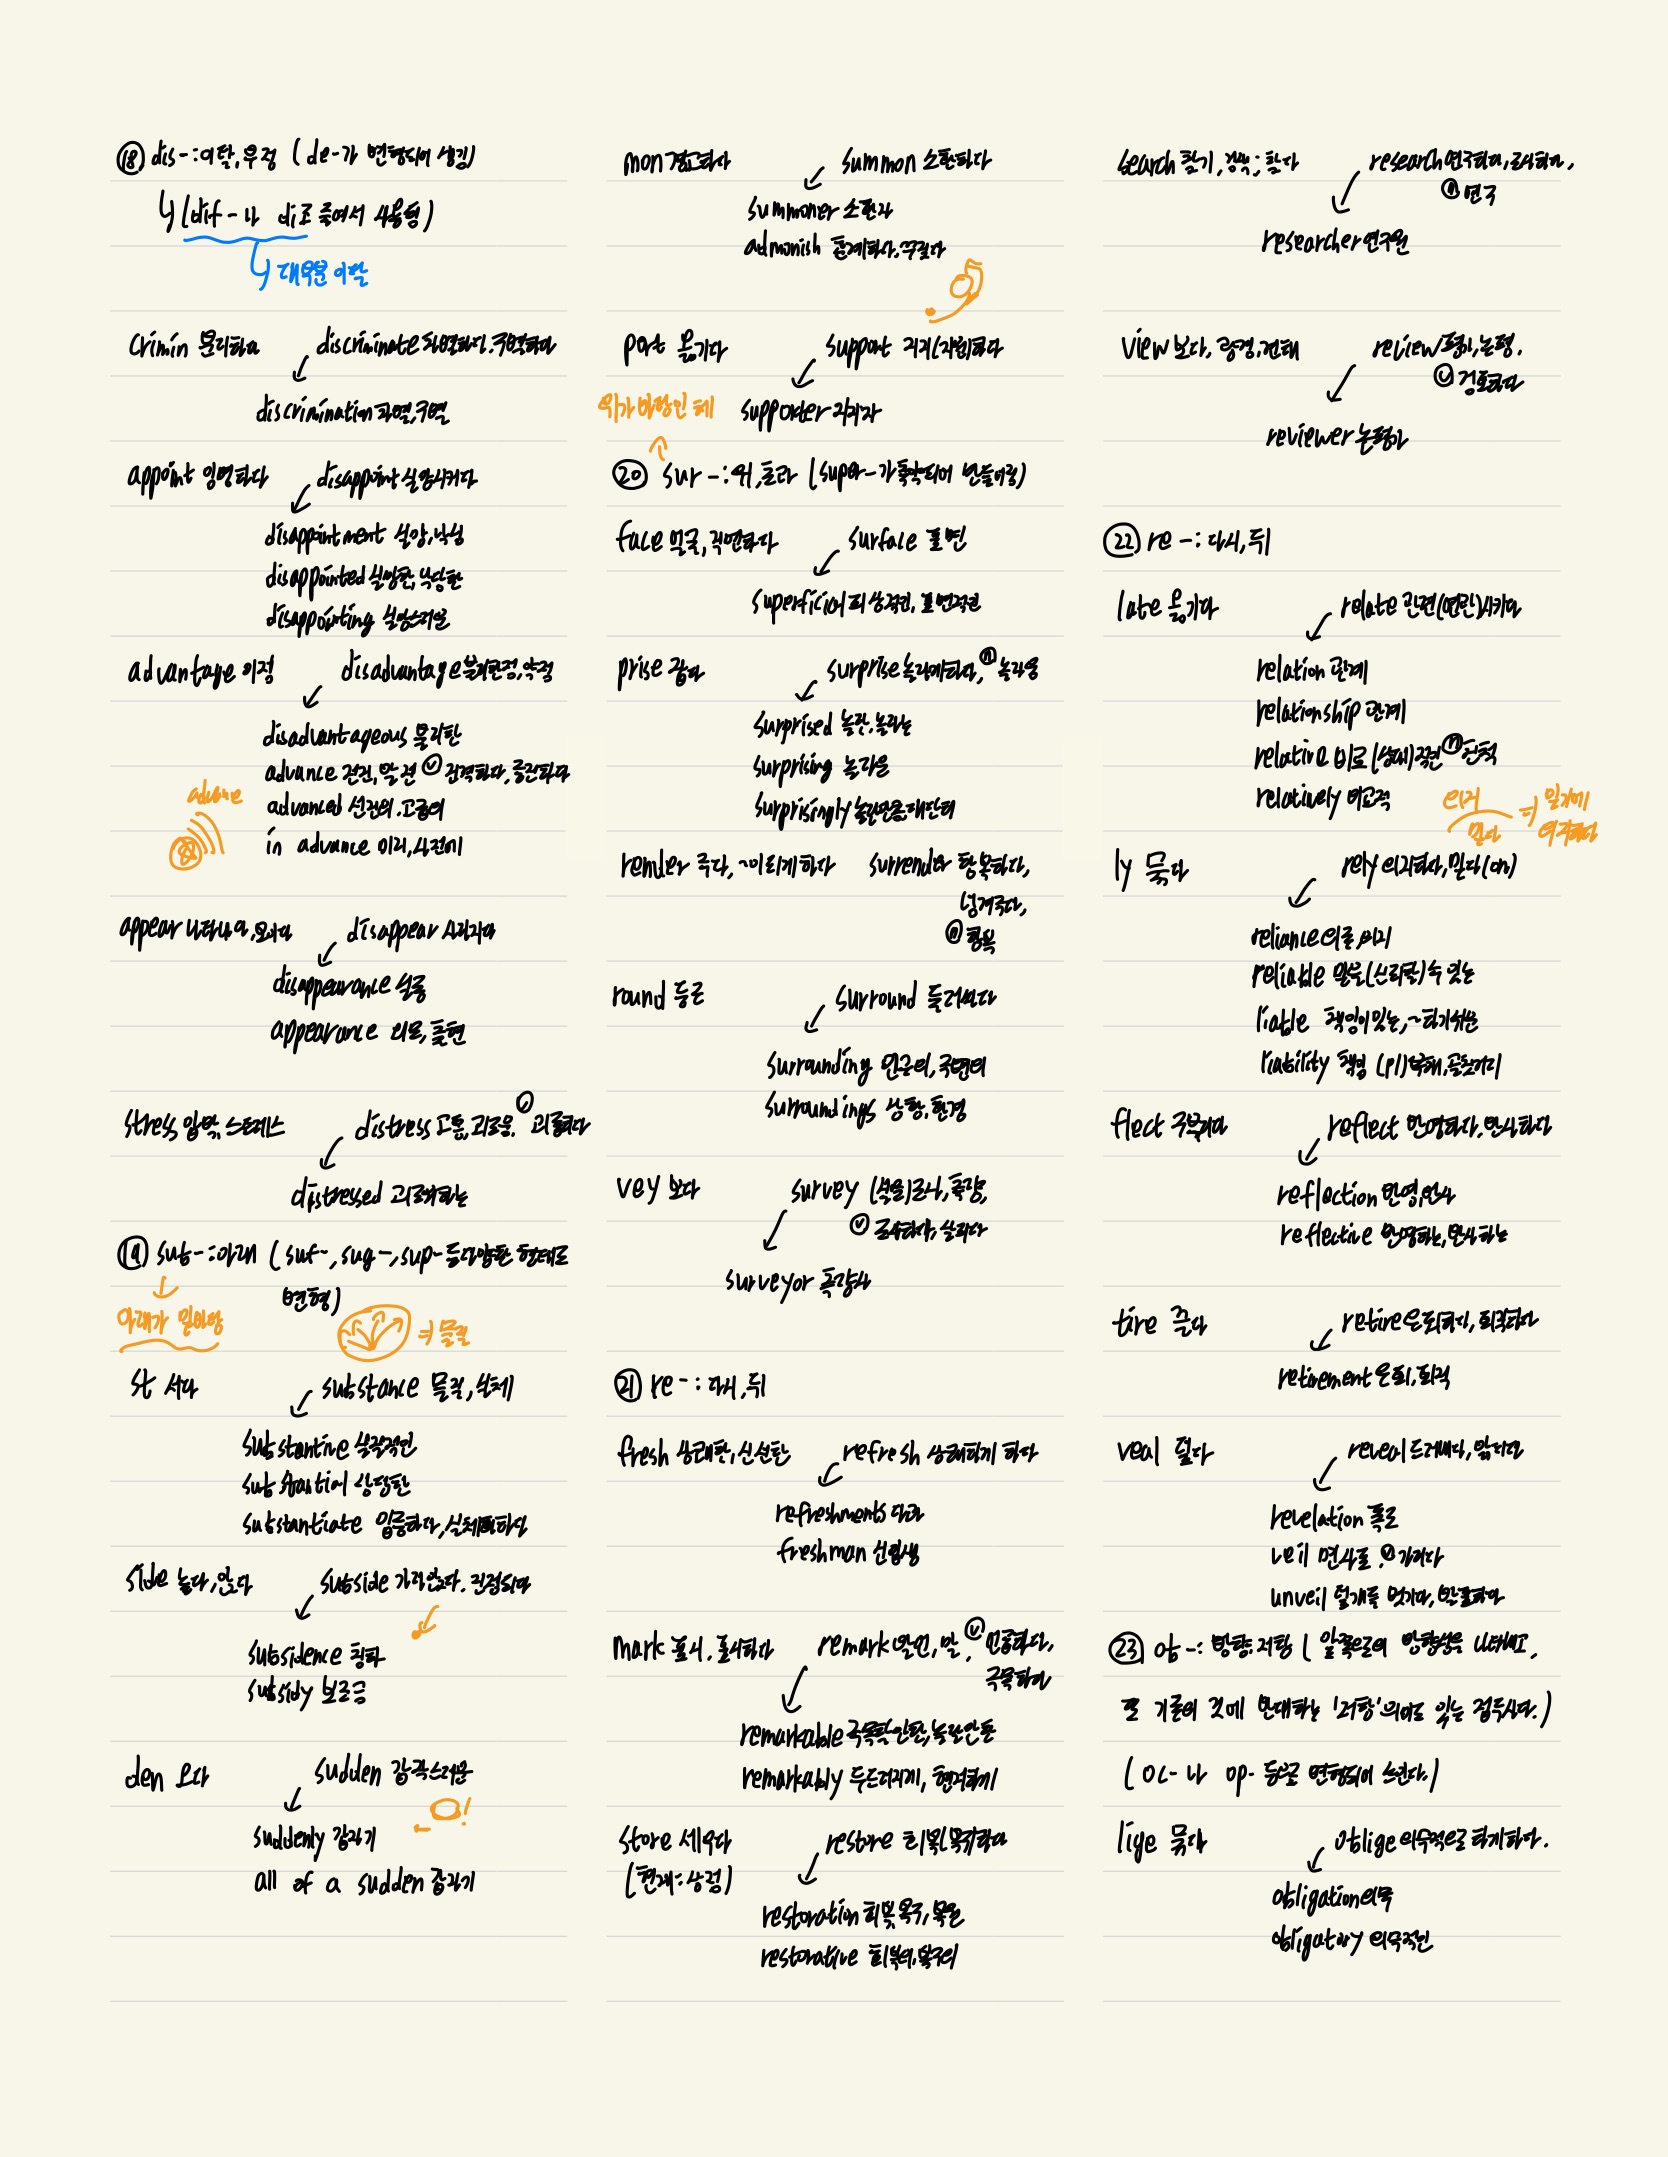 ⑱ dis-:이탈, 부정 (de-가 변형되어 생김)
↳(dif-나 di로 줄여서 사용됨)
↳ 대부분 이탈
crimin 분리하다 discriminate 차별하다, 구별하다
discrimination 차별, 구별
appoint 임명하다 disappoint 실망시키다
disappointment 실망, 낙심
disappointed 실망한, 낙담한
disappointing 실망스러운
advantage 이점 disadvantage 불리한 점, 약점
disadvantageous 불리한
advance 전진, 발전 ⓥ 진격하다, 증진하다
advance
advanced 선진의, 고급의
in advance 미리, 사전에
appear 나타나다, 보이다 disappear 사라지다
disappearance 실종
appearance 외모, 출현
stress 압박, 스트레스 distress 고통, 괴로움, ⓥ 괴롭히다
distressed 괴로워하는
⑲ sub-:아래 (suf-, sug-, sup- 등 다양한 형태로
변형)
아래가 밑바탕
⇒ 물질
st 서다 substance 물질, 실체
substantive 실질적인
substantial 상당한
substantiate 입증하다, 실체화하다
side 놓다, 앉다 subside 가라앉다, 진정되다
subsidence 침하
subsidy 보조금
den 오다 sudden 갑작스러운
!
suddenly 갑자기
all of a sudden 갑자기
mon 경고하다 summon 소환하다
summoner 소환자
admonish 훈계하다, 꾸짖다
port 옮기다 support 지지(지원)하다
supporter 지지자
위가 바탕인 테
⑳ sur-:위, 초과 (super-가 축약되어 만들어짐)
face 얼굴, 직면하다 surface 표면
superficial 피상적인, 표면적인
prise 잡다 surprise 놀라게 하다, ⓝ 놀라움
surprised 놀란, 놀라는
surprising 놀라운
surprisingly 놀랄만큼, 대단히
render 주다, ~이 되게 하다 surrender 항복하다,
넘겨주다,
ⓝ 항복
round 둥근 surround 둘러싸다
surrounding 인근의, 주변의
surroundings 상황, 환경
vey 보다 survey (설문)조사, 측량,
ⓥ 조사하다, 살피다
surveyor 측량사
㉑ re-: 다시, 뒤
fresh 상쾌한, 신선한 refresh 상쾌하게 하다
refreshments 다과
freshman 신입생
mark 표시, 표시하다 remark 발언, 말, ⓥ 언급하다,
주목하다
remarkable 주목할만한, 놀랄만한
remarkably 두드러지게, 현저하게
store 세우다 restore 회복(복구)하다
(현재:상점)
restoration 회복, 복구, 복원
restorative 회복의, 복구의
search 찾기, 검색; 찾다 research 연구하다, 조사하다,
ⓝ 연구
researcher 연구원
view 보다, 광경, 견해 review 평가, 논평,
ⓥ 검토하다
reviewer 논평가
㉒ re-: 다시, 뒤
late 옮기다 relate 관련(연관)시키다
relation 관계
relationship 관계
relative 비교(상대)적인 ⓝ 친척
relatively 비교적
의지 ⇒ 믿기에
믿다 의지하다
ly 묶다 rely 의지하다, 믿다(on)
reliance 의존, 의지
reliable 믿을(신뢰할) 수 있는
liable 책임이 있는, ~하기 쉬운
liability 책임 (pl)부채, 골칫거리
flect 구부리다 reflect 반영하다, 반사하다
reflection 반영, 반사
reflective 반영하는, 반사하는
tire 끌다 retire 은퇴하다, 퇴직하다
retirement 은퇴, 퇴직
veal 덮다 reveal 드러내다, 밝히다
revelation 폭로
veil 면사포, ⓥ 가리다
unveil 덮개를 벗기다, 발표하다
㉓ ob-: 방향, 저항 ( 앞쪽으로의 방향성을 나타내고,
또 기존의 것에 반대하는 '저항'의미도 있는 접두사다.)
( oc-나 op- 등으로 변형되어 쓰인다.)
lige 묶다 oblige 의무적으로 하게하다.
obligation 의무
obligatory 의무적인